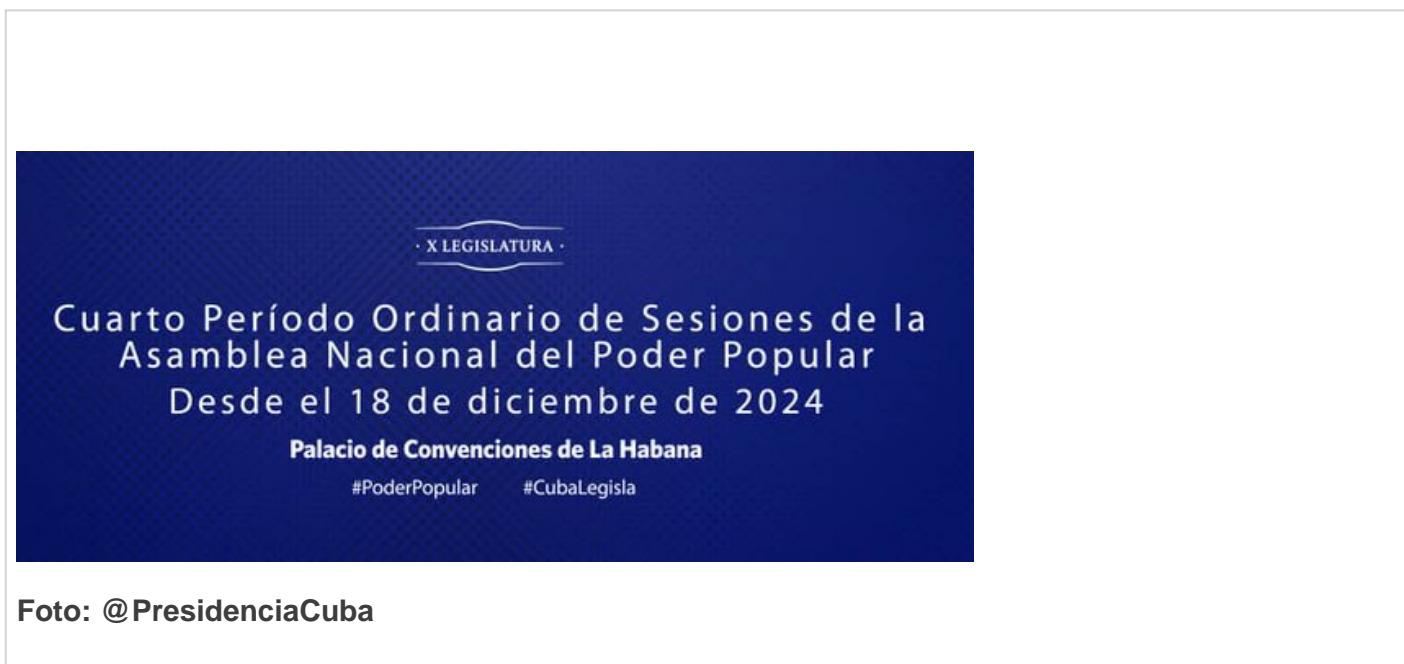 · X LEGISLATURA ·
Cuarto Período Ordinario de Sesiones de la
Asamblea Nacional del Poder Popular
Desde el 18 de diciembre de 2024
Palacio de Convenciones de La Habana
#PoderPopular #CubaLegisla
Foto: @PresidenciaCuba